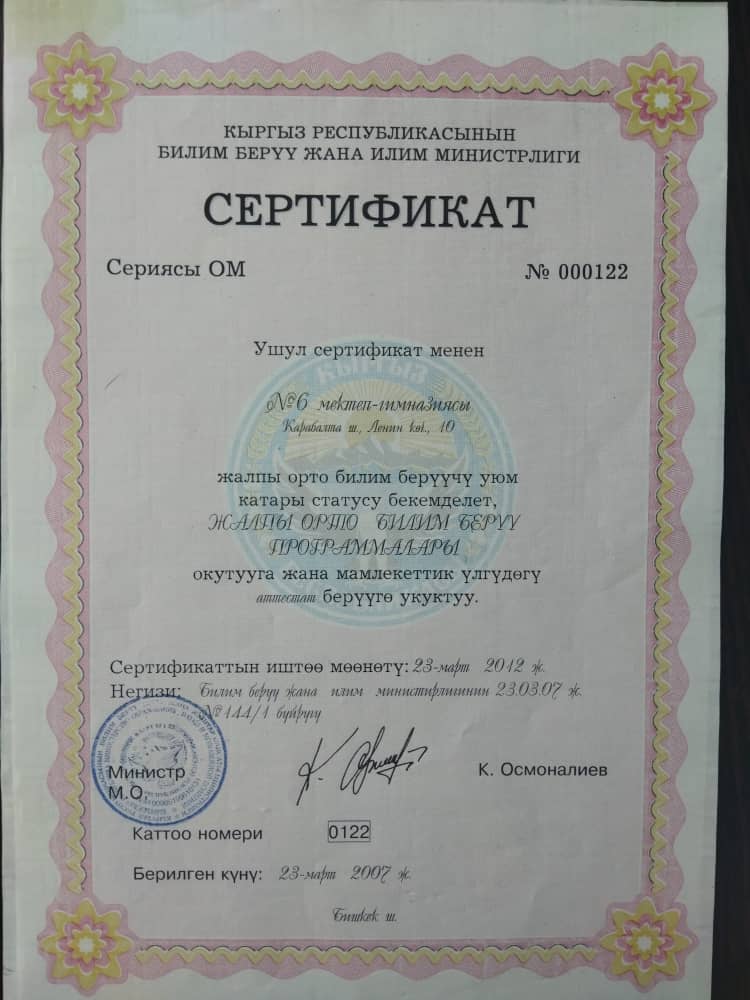 КЫРГЫЗ РЕСПУБЛИКАСЫНЫН
БИЛИМ БЕРҮҮ ЖАНА ИЛИМ МИНИСТРЛИГИ
СЕРТИФИКАТ
Сериясы ОМ № 000122
Ушул сертификат менен
КЫРГЫЗ
№6 мектеп-гимназиясы
Карабалта ш., Ленин көч., 10
жалпы орто билим берүүчү уюм
катары статусу бекемделет,
ЖАЛПЫ ОРТО БИЛИМ БЕРҮҮ
ПРОГРАММАЛАРЫ
окутууга жана мамлекеттик үлгүдөгү
аттестат берүүгө укуктуу.
Сертификаттын иштөө мөөнөтү: 23-март 2012 ж.
Негизи: Билим берүү жана илим министирлигинин 23.03.07 ж.
№144/1 буйругу
Министр К. Осмоналиев
М.О.
Каттоо номери 0122
Берилген күнү: 23-март 2007 ж.
Бишкек ш.